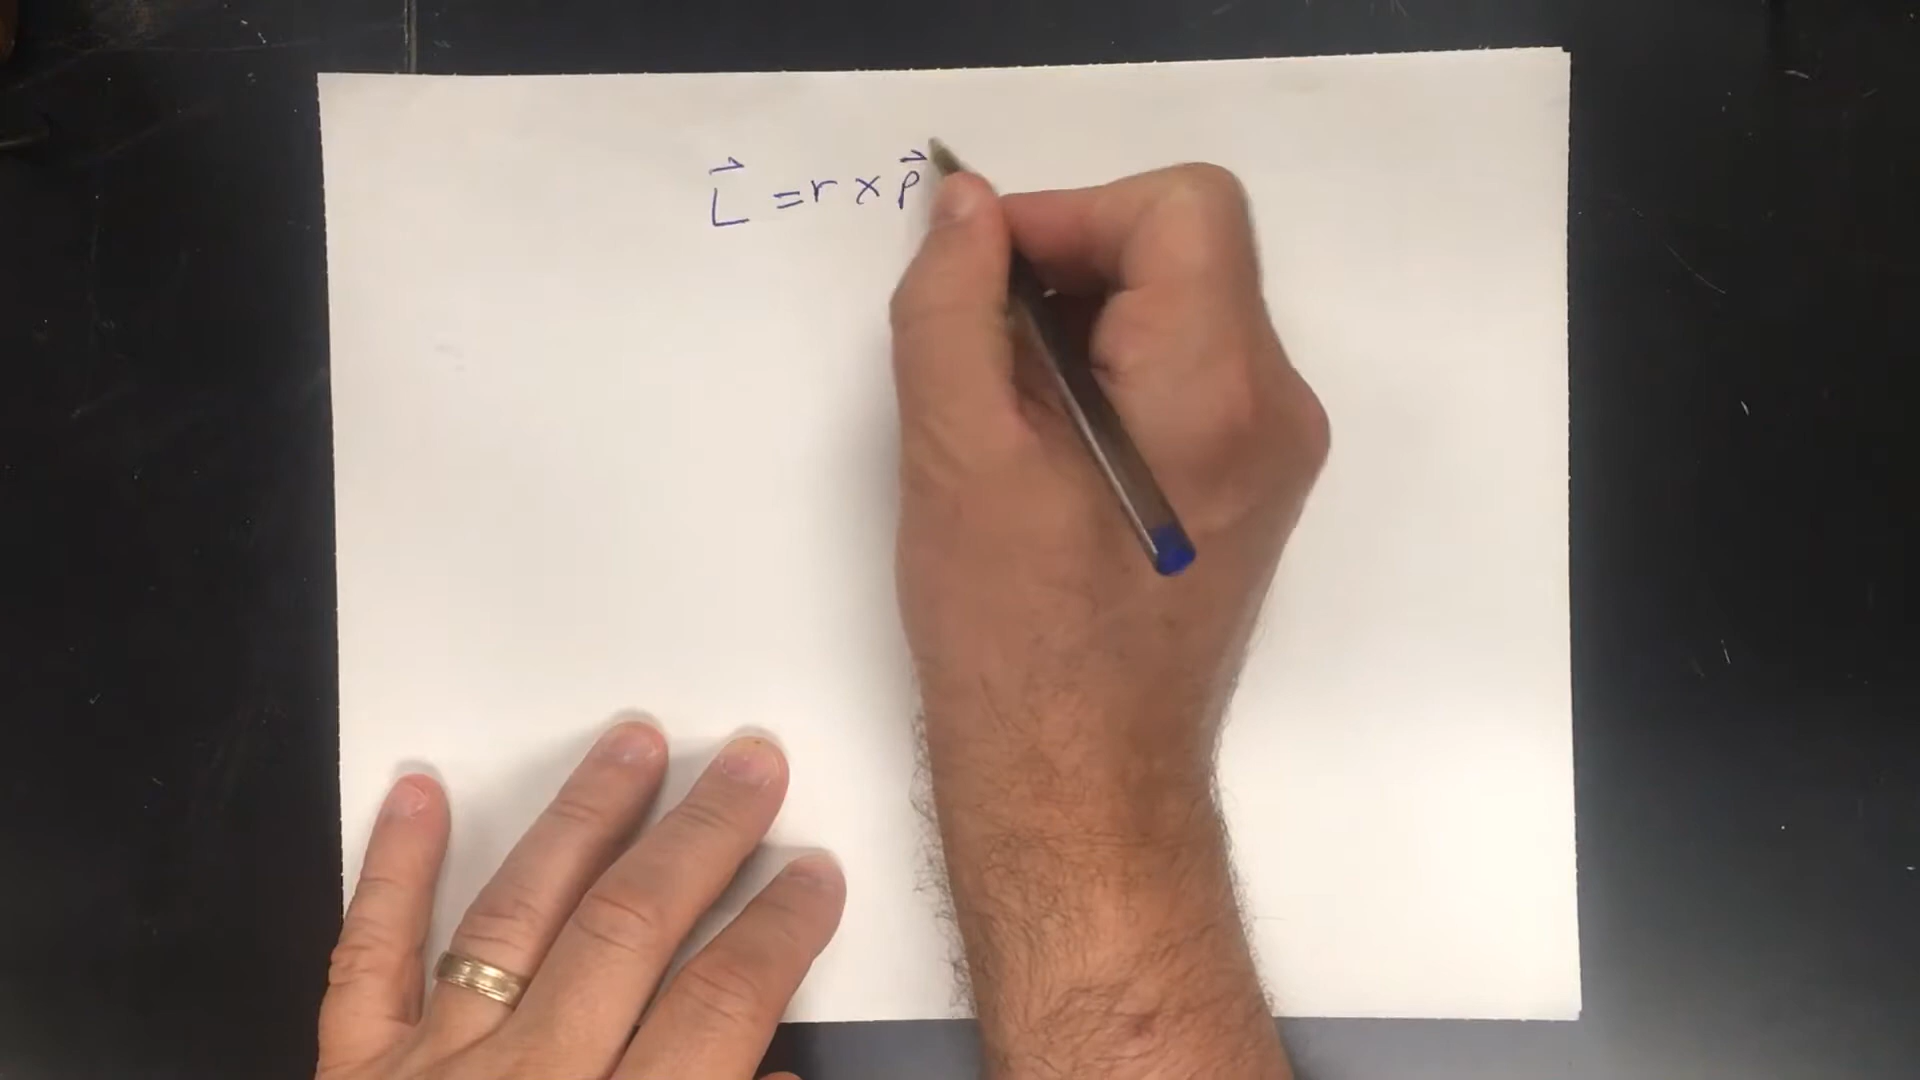 L⃗ = r × p⃗